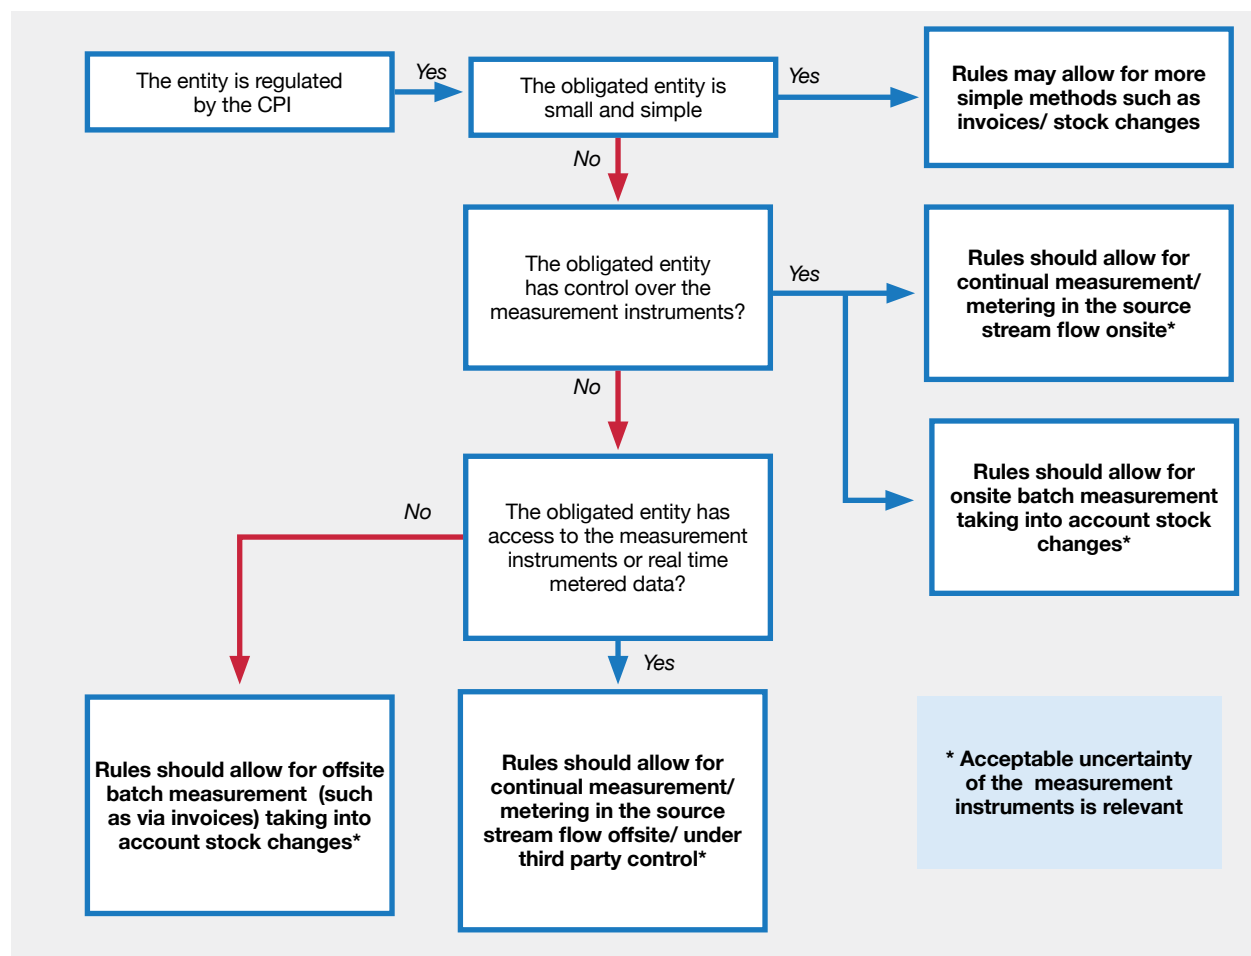 The entity is regulated
by the CPI
Yes
The obligated entity is
small and simple
Yes
Rules may allow for more
simple methods such as
invoices/ stock changes
No
The obligated entity
has control over the
measurement instruments?
Yes
Rules should allow for
continual measurement/
metering in the source
stream flow onsite*
No
Rules should allow for
onsite batch measurement
taking into account stock
changes*
The obligated entity has
access to the measurement
instruments or real time
metered data?
No
Yes
Rules should allow for offsite
batch measurement (such
as via invoices) taking into
account stock changes*
Rules should allow for
continual measurement/
metering in the source
stream flow offsite/ under
third party control*
* Acceptable uncertainty
of the measurement
instruments is relevant